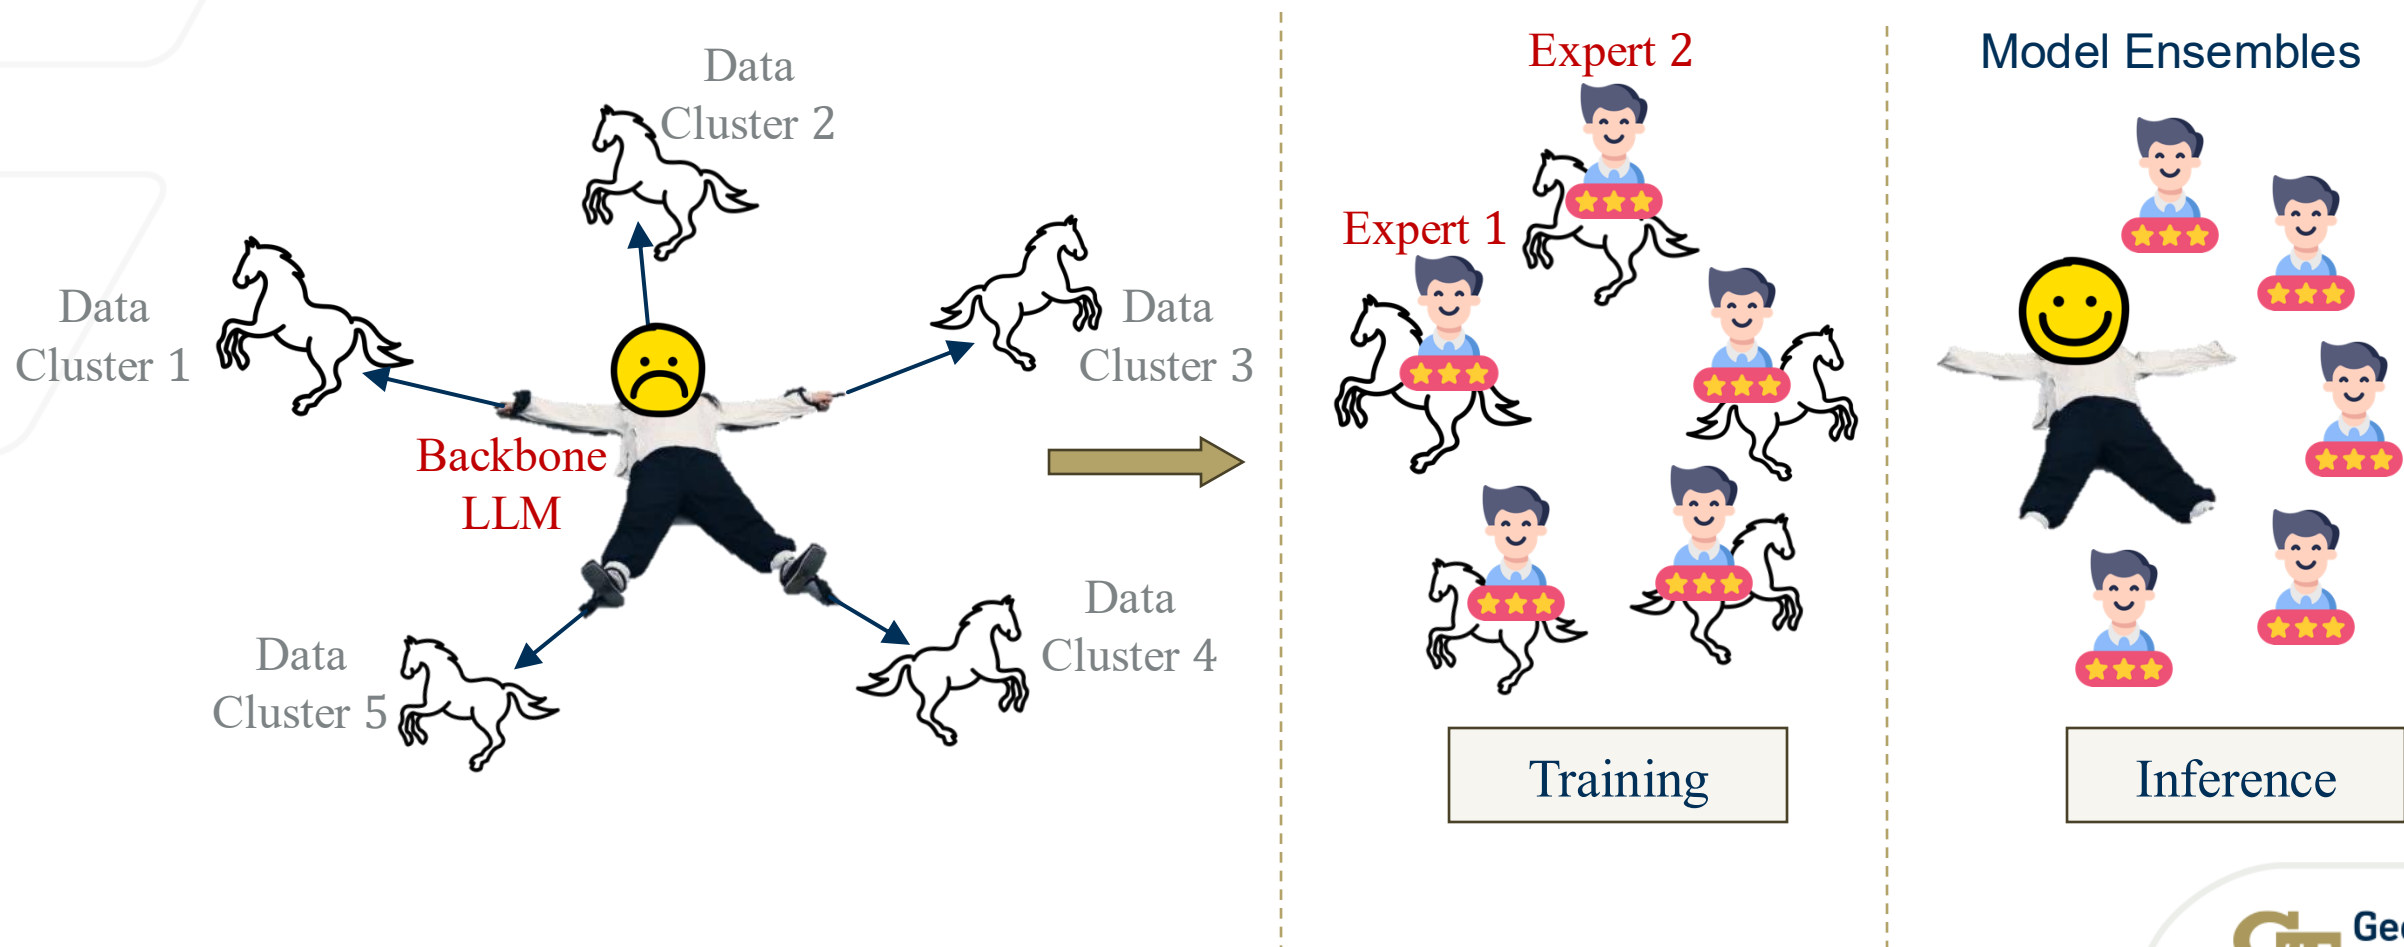 Data
Cluster 1
Data
Cluster 2
Data
Cluster 3
Data
Cluster 4
Data
Cluster 5
Backbone
LLM
Expert 1
Expert 2
Training
Model Ensembles
Inference